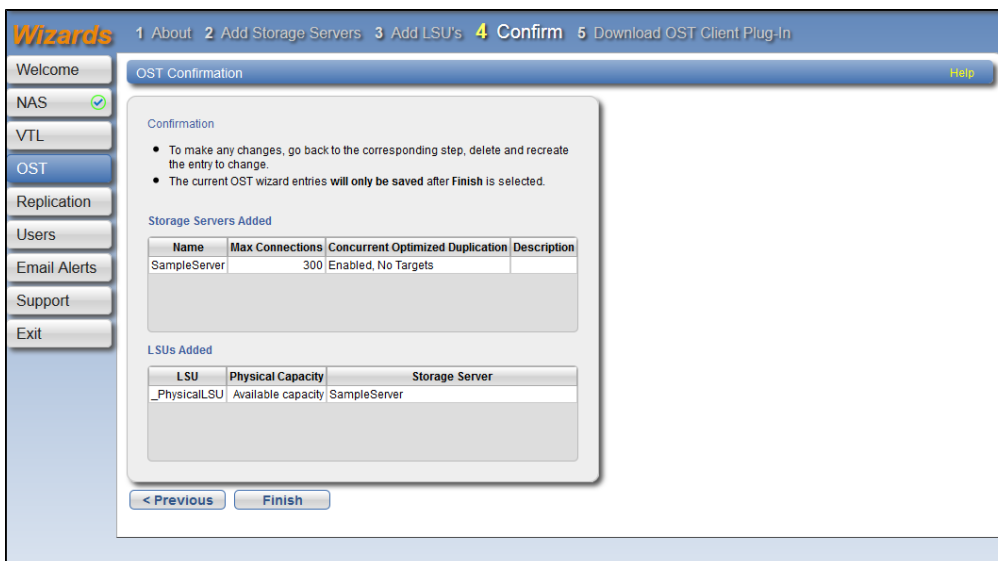 Wizards 1 About 2 Add Storage Servers 3 Add LSU's 4 Confirm 5 Download OST Client Plug-In
Welcome
NAS
VTL
OST
Replication
Users
Email Alerts
Support
Exit
OST Confirmation Help
Confirmation
• To make any changes, go back to the corresponding step, delete and recreate
the entry to change.
• The current OST wizard entries will only be saved after Finish is selected.
Storage Servers Added
Name Max Connections Concurrent Optimized Duplication Description
SampleServer 300 Enabled, No Targets
LSUs Added
LSU Physical Capacity Storage Server
_PhysicalLSU Available capacity SampleServer
< Previous Finish